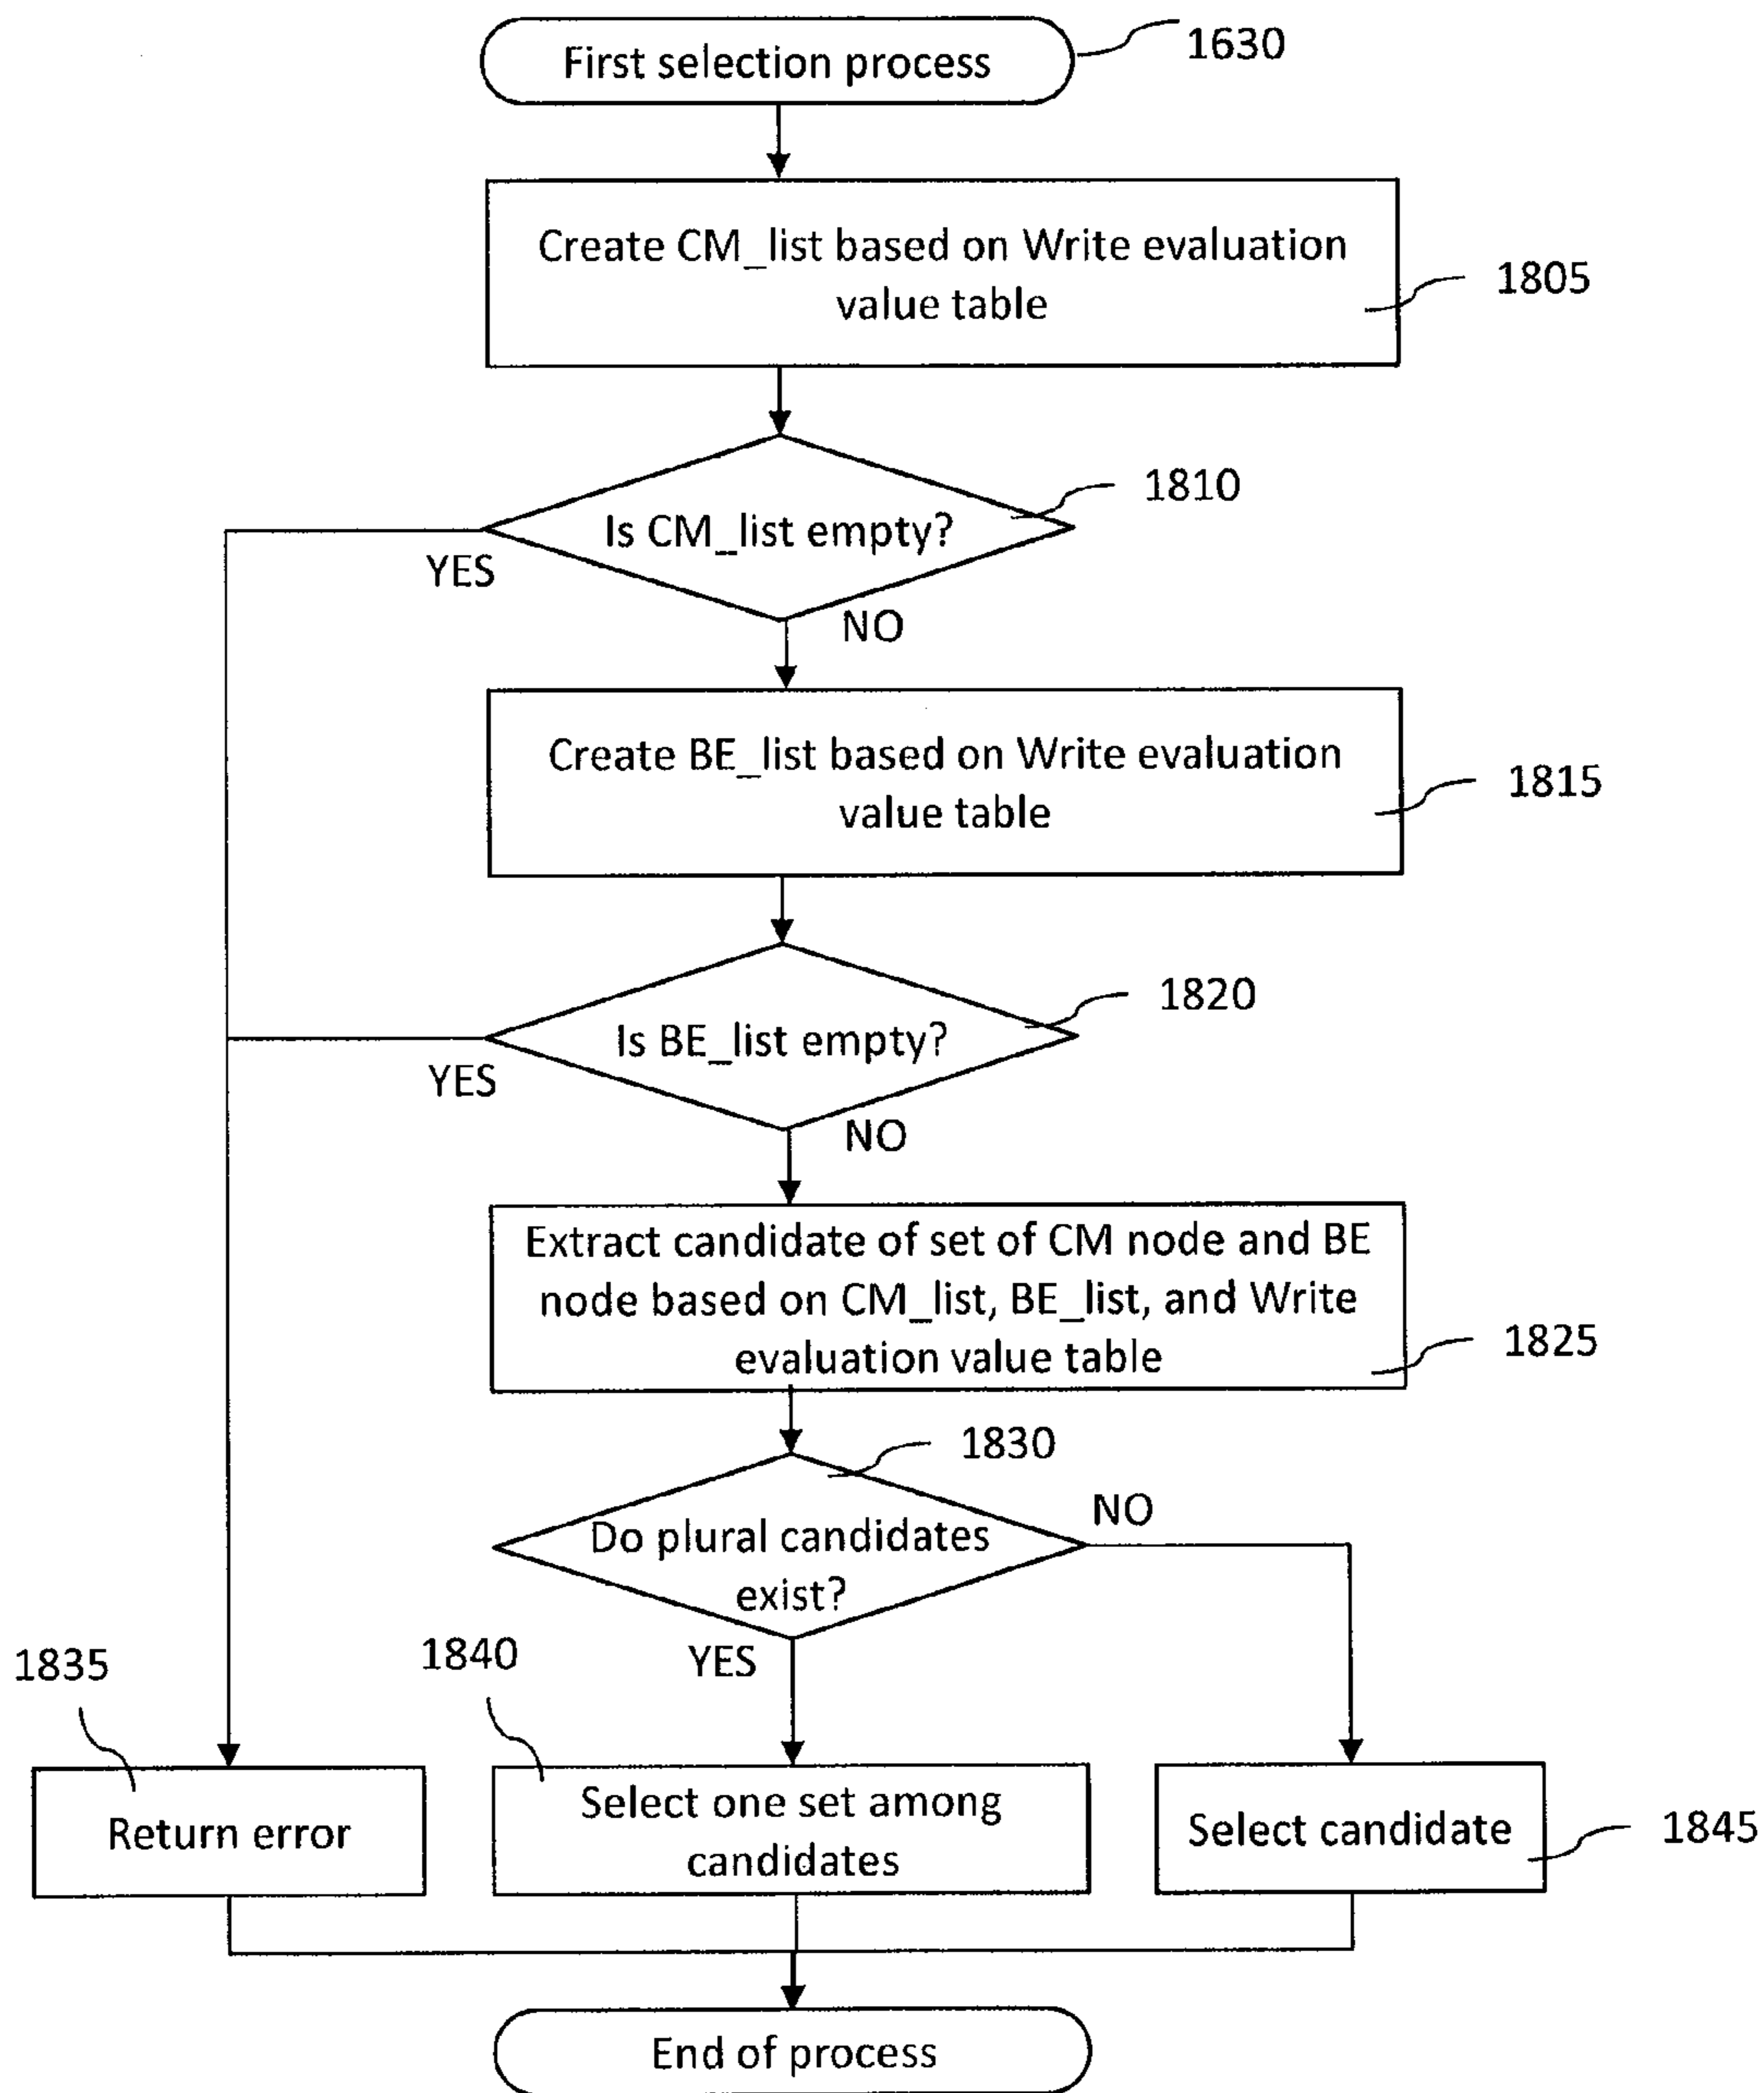 First selection process
1630
Create CM_list based on Write evaluation
value table
1805
1810
Is CM_list empty?
YES
NO
Create BE_list based on Write evaluation
value table
1815
1820
Is BE_list empty?
YES
NO
Extract candidate of set of CM node and BE
node based on CM_list, BE_list, and Write
evaluation value table
1825
1830
NO
Do plural candidates
exist?
1835
1840
YES
Return error
Select one set among
candidates
Select candidate
1845
End of process